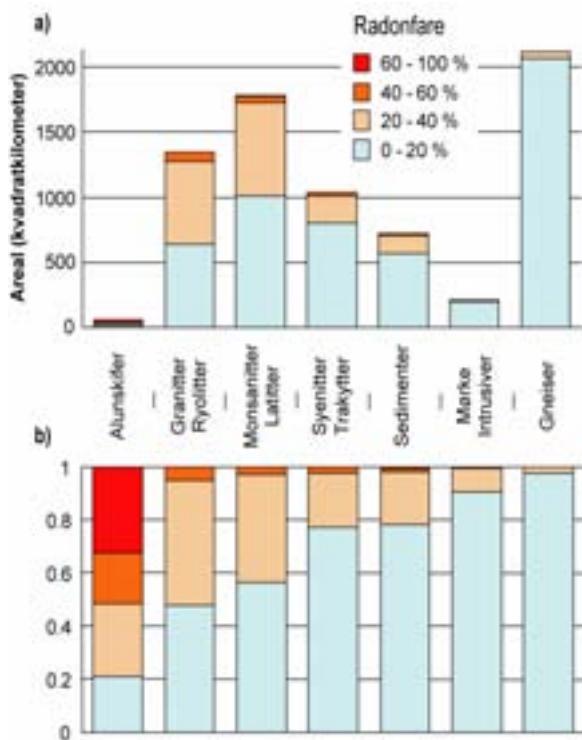 a)
Radonfare
60 - 100 %
40 - 60 %
20 - 40 %
0 - 20 %
Areal (kvadratkilometer)
2000
1500
1000
500
0
Alunskifer
Granitter
Ryolitter
Monsanitter
Latitter
Syenitter
Trakytter
Sedimenter
Mørke
Intrusiver
Gneiser
b)
1
0.8
0.6
0.4
0.2
0